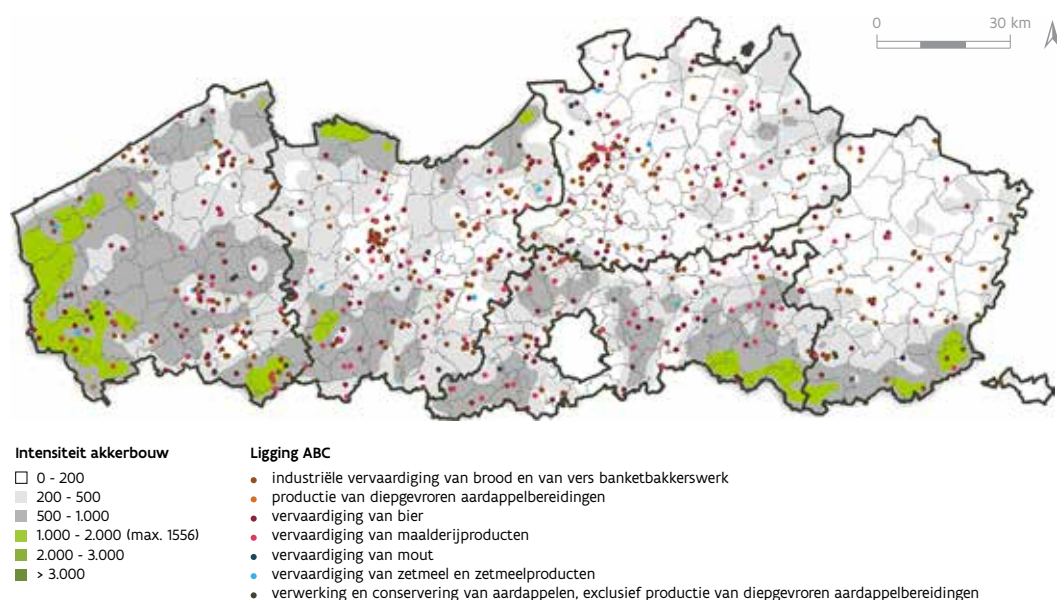 0 30 km
Intensiteit akkerbouw
0 - 200
200 - 500
500 - 1.000
1.000 - 2.000 (max. 1556)
2.000 - 3.000
> 3.000
Ligging ABC
industriële vervaardiging van brood en van vers banketbakkerswerk
productie van diepgevroren aardappelbereidingen
vervaardiging van bier
vervaardiging van maalderijproducten
vervaardiging van mout
vervaardiging van zetmeel en zetmeelproducten
verwerking en conservering van aardappelen, exclusief productie van diepgevroren aardappelbereidingen